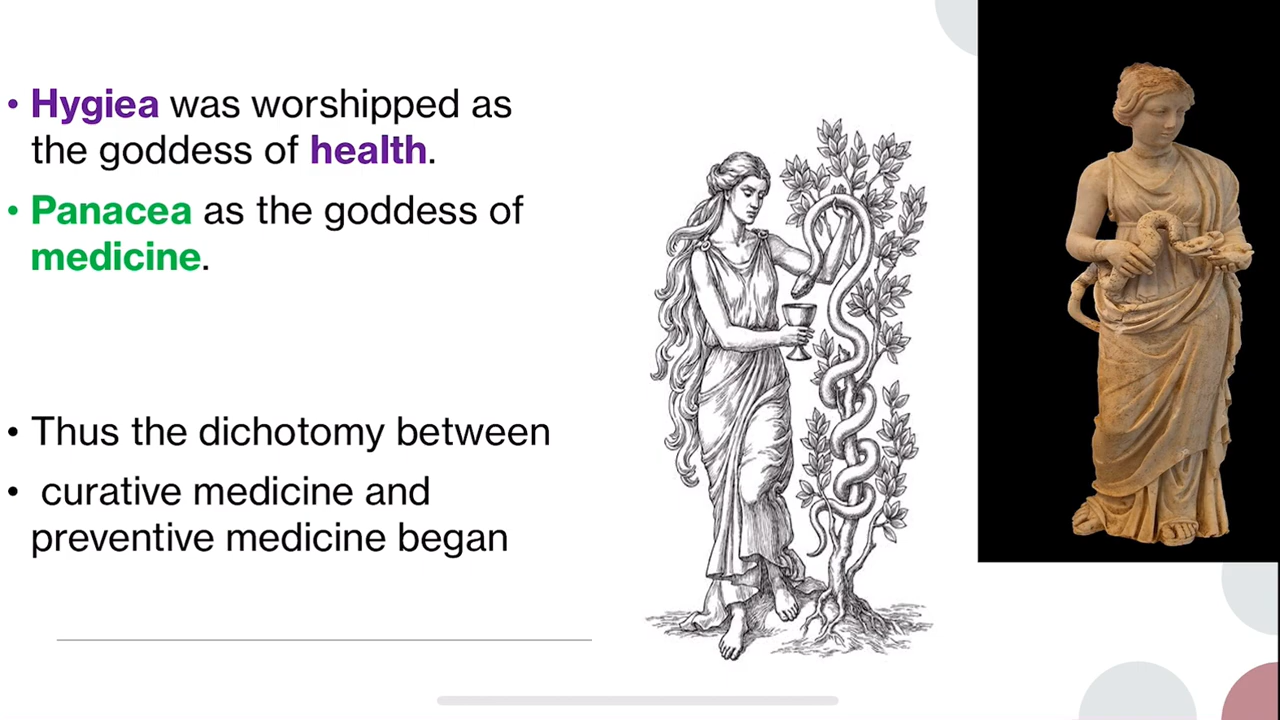 • Hygiea was worshipped as
the goddess of health.
• Panacea as the goddess of
medicine.
• Thus the dichotomy between
• curative medicine and
preventive medicine began